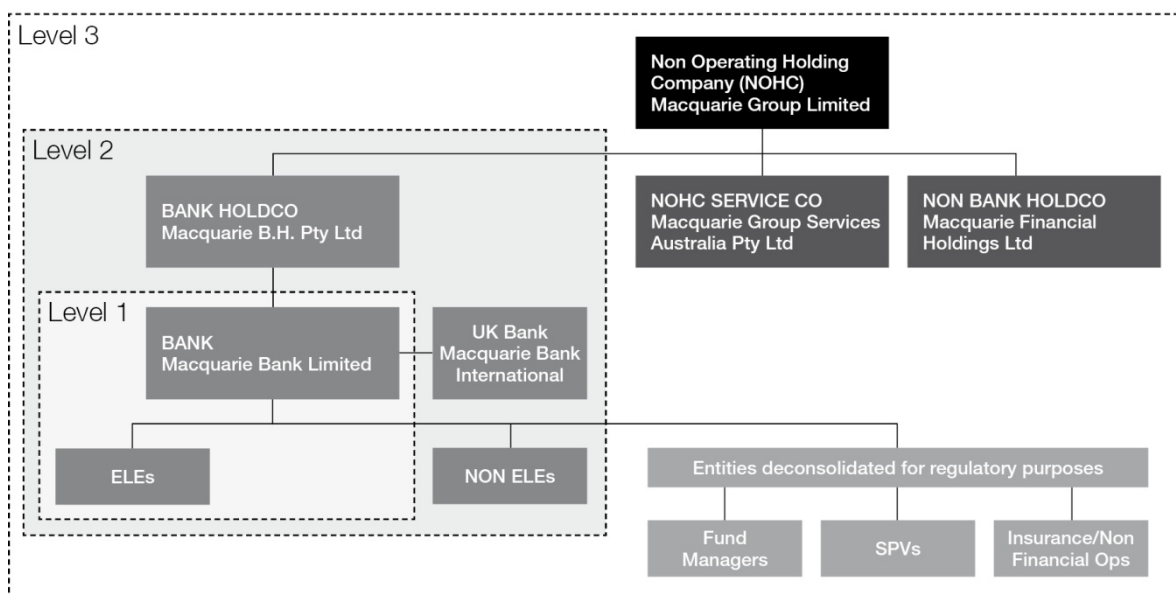 Level 3
Non Operating Holding
Company (NOHC)
Macquarie Group Limited
Level 2
BANK HOLDCO
Macquarie B.H. Pty Ltd
NOHC SERVICE CO
Macquarie Group Services
Australia Pty Ltd
NON BANK HOLDCO
Macquarie Financial
Holdings Ltd
Level 1
BANK
Macquarie Bank Limited
UK Bank
Macquarie Bank
International
ELEs
NON ELEs
Entities deconsolidated for regulatory purposes
Fund
Managers
SPVs
Insurance/Non
Financial Ops